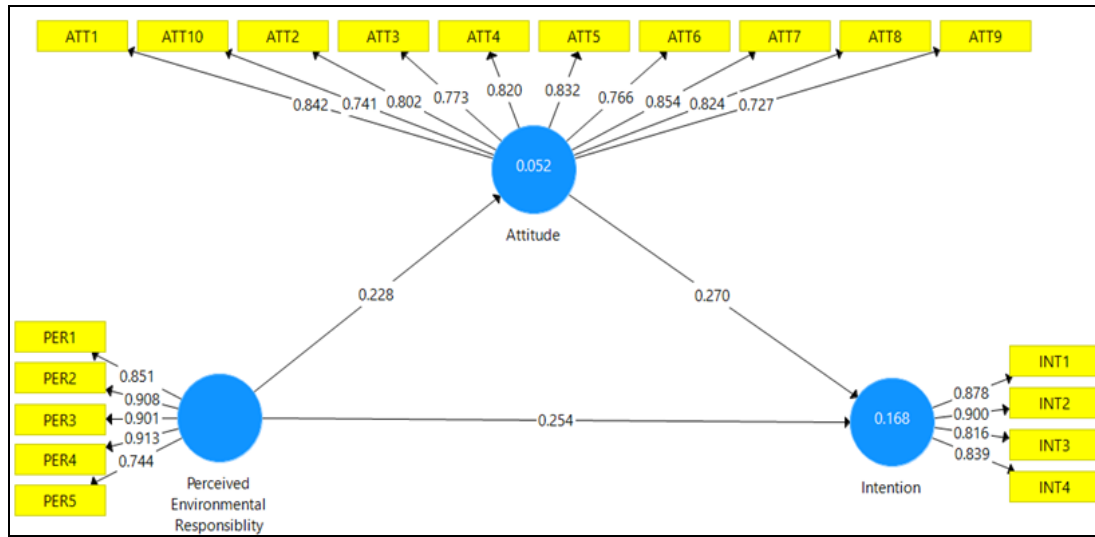 ATT1 ATT10 ATT2 ATT3 ATT4 ATT5 ATT6 ATT7 ATT8 ATT9
0.842 0.741 0.802 0.773 0.820 0.832 0.766 0.854 0.824 0.727
0.052
Attitude
0.228
0.270
PER1
PER2
PER3
PER4
PER5
0.851
0.908
0.901
0.913
0.744
Perceived
Environmental
Responsiblity
0.254
0.168
Intention
0.878
0.900
0.816
0.839
INT1
INT2
INT3
INT4